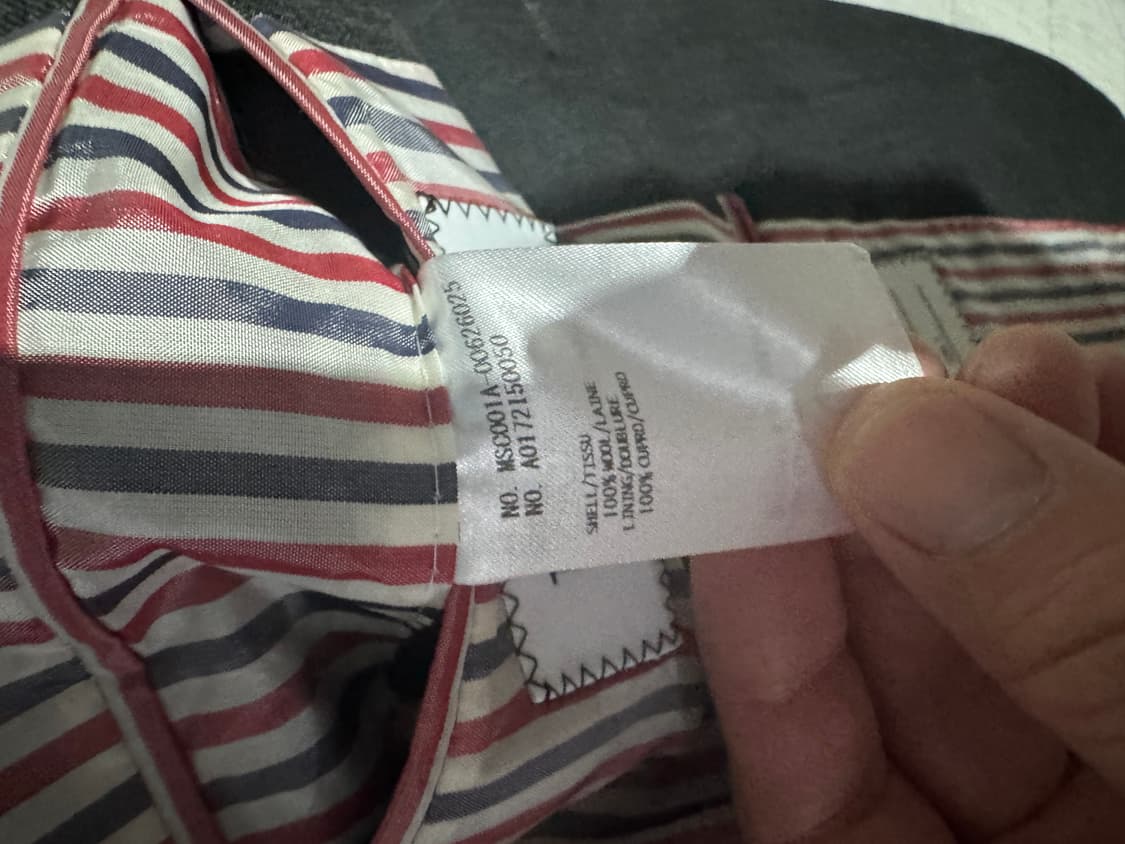 NO. MSC001A-00626025
NO. A0172150050
SHELL/TISSU
100% WOOL/LAINE
LINING/DOUBLURE
100% CUPRO/CUPRO